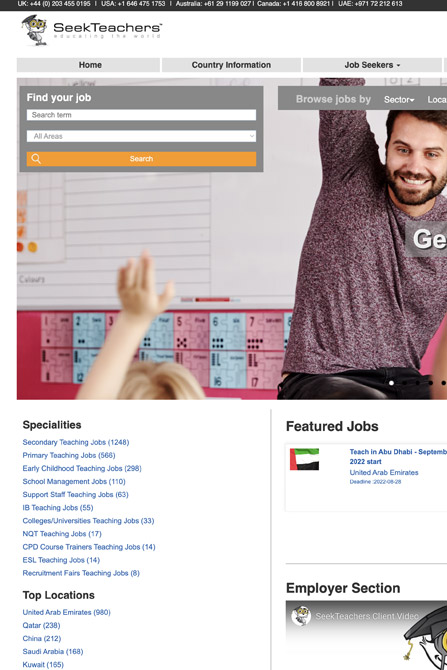 UK: +44 (0) 203 455 0195 | USA: +1 646 475 1753 | Australia: +61 29 1199 027 | Canada: +1 416 800 8921 | UAE: +971 72 212 613
SeekTeachers™
educating the world
Home
Country Information
Job Seekers
Find your job
Search term
All Areas
Search
Browse jobs by
Sector
Loca
Ge
Colours
5
6
7
Specialities
Secondary Teaching Jobs (1246)
Primary Teaching Jobs (566)
Early Childhood Teaching Jobs (298)
School Management Jobs (110)
Support Staff Teaching Jobs (63)
IB Teaching Jobs (55)
Colleges/Universities Teaching Jobs (33)
NQT Teaching Jobs (17)
CPD Course Trainers Teaching Jobs (14)
ESL Teaching Jobs (14)
Recruitment Fairs Teaching Jobs (8)
Top Locations
United Arab Emirates (980)
Qatar (238)
China (212)
Saudi Arabia (168)
Kuwait (165)
Featured Jobs
Teach in Abu Dhabi - Septemb
2022 start
United Arab Emirates
Deadline :2022-08-28
Employer Section
SeekTeachers Client Video